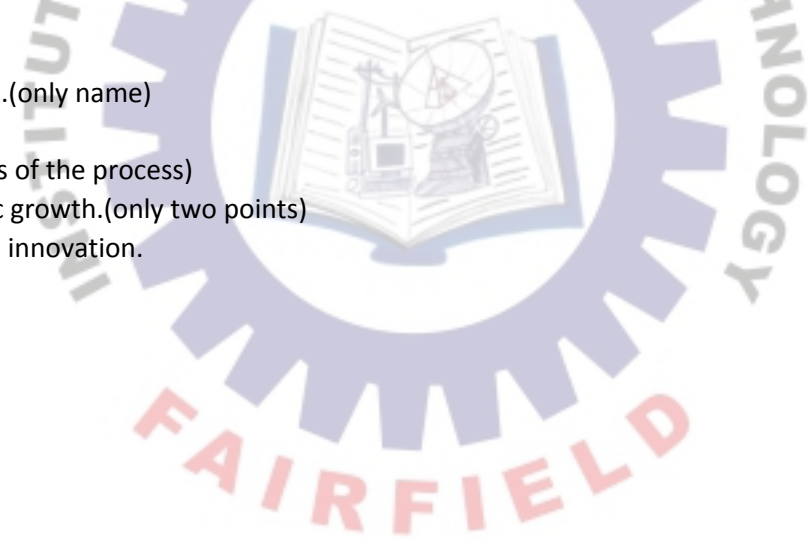 .(only name)
s of the process)
c growth.(only two points)
innovation.
FAIRFIELD